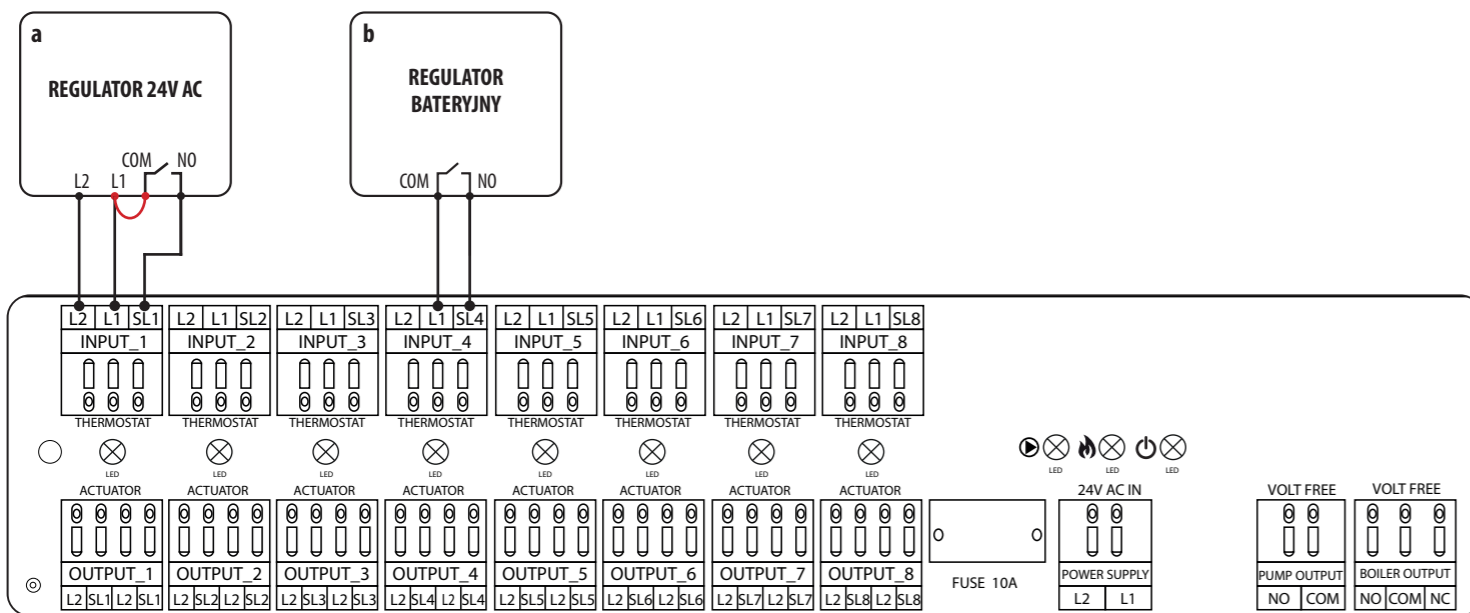 a
REGULATOR 24V AC
COM NO
L2 L1
b
REGULATOR
BATERYJNY
COM NO
L2 L1 SL1 L2 L1 SL2 L2 L1 SL3 L2 L1 SL4 L2 L1 SL5 L2 L1 SL6 L2 L1 SL7 L2 L1 SL8
INPUT_1 INPUT_2 INPUT_3 INPUT_4 INPUT_5 INPUT_6 INPUT_7 INPUT_8
THERMOSTAT THERMOSTAT THERMOSTAT THERMOSTAT THERMOSTAT THERMOSTAT THERMOSTAT THERMOSTAT
LED LED LED LED LED LED LED LED LED LED LED
ACTUATOR ACTUATOR ACTUATOR ACTUATOR ACTUATOR ACTUATOR ACTUATOR ACTUATOR 24V AC IN VOLT FREE VOLT FREE
OUTPUT_1 OUTPUT_2 OUTPUT_3 OUTPUT_4 OUTPUT_5 OUTPUT_6 OUTPUT_7 OUTPUT_8 FUSE 10A POWER SUPPLY PUMP OUTPUT BOILER OUTPUT
L2 SL1 L2 SL1 L2 SL2 L2 SL2 L2 SL3 L2 SL3 L2 SL4 L2 SL4 L2 SL5 L2 SL5 L2 SL6 L2 SL6 L2 SL7 L2 SL7 L2 SL8 L2 SL8 L2 L1 NO COM NO COM NC